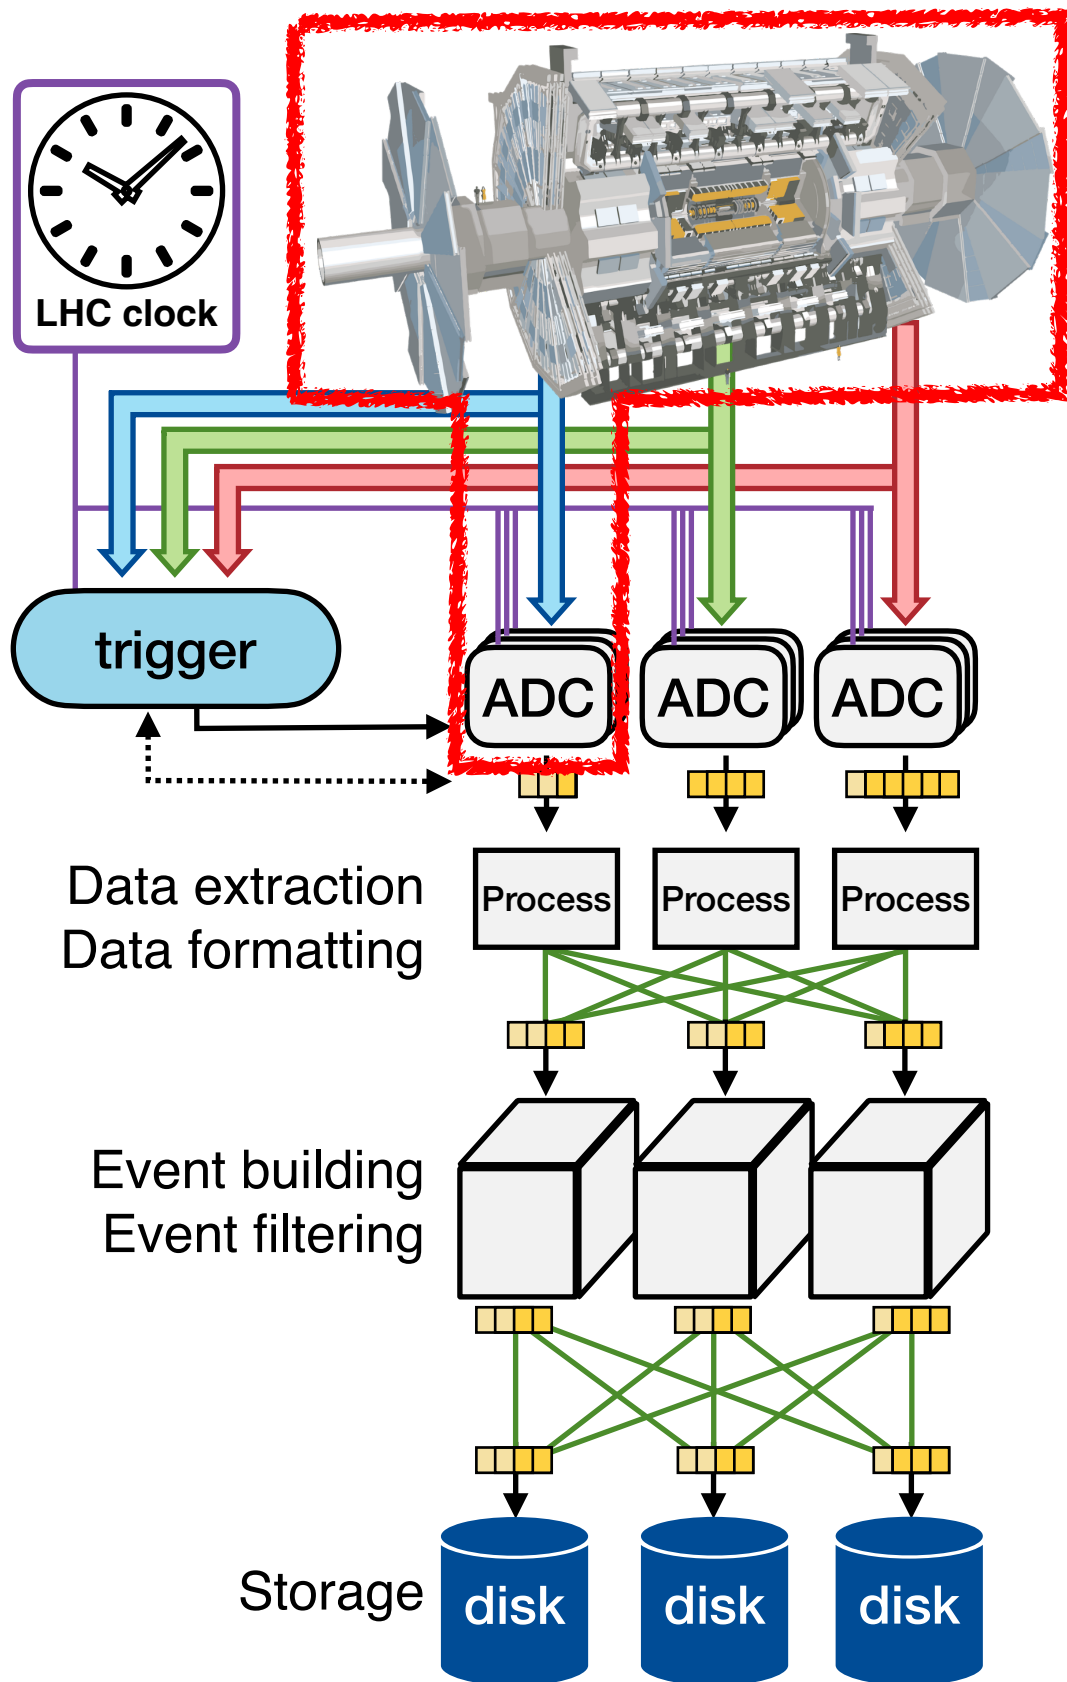 LHC clock
trigger
ADC
ADC
ADC
Data extraction
Data formatting
Process
Process
Process
Event building
Event filtering
Storage
disk
disk
disk